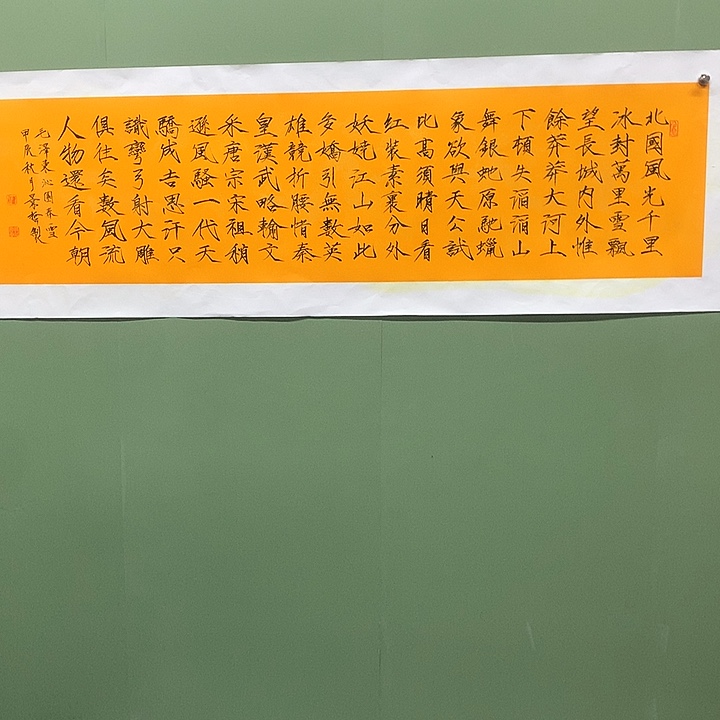 北國風光千里
冰封萬里雪飄
望長城内外惟
餘莽莽大河上
下頓失滔滔山
舞銀蛇原馳蠟
象欲與天公試
比高須晴日看
紅装素裹分外
妖嬈江山如此
多嬌引無數英
雄競折腰惜秦
皇漢武略輸文
采唐宗宋祖稍
遜風騷一代天
驕成吉思汗只
識彎弓射大雕
俱往矣數風流
人物還看今朝
毛澤東沁園春雪
甲辰秋月景製